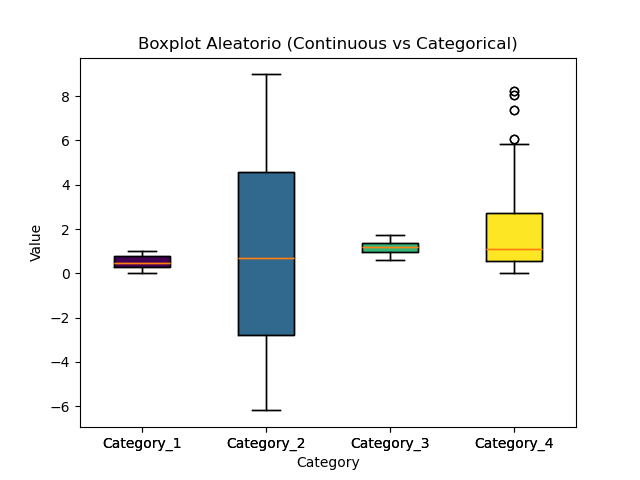 Boxplot Aleatorio (Continuous vs Categorical)
8
6
4
2
0
−2
−4
−6
Value
Category_1 Category_2 Category_3 Category_4
Category